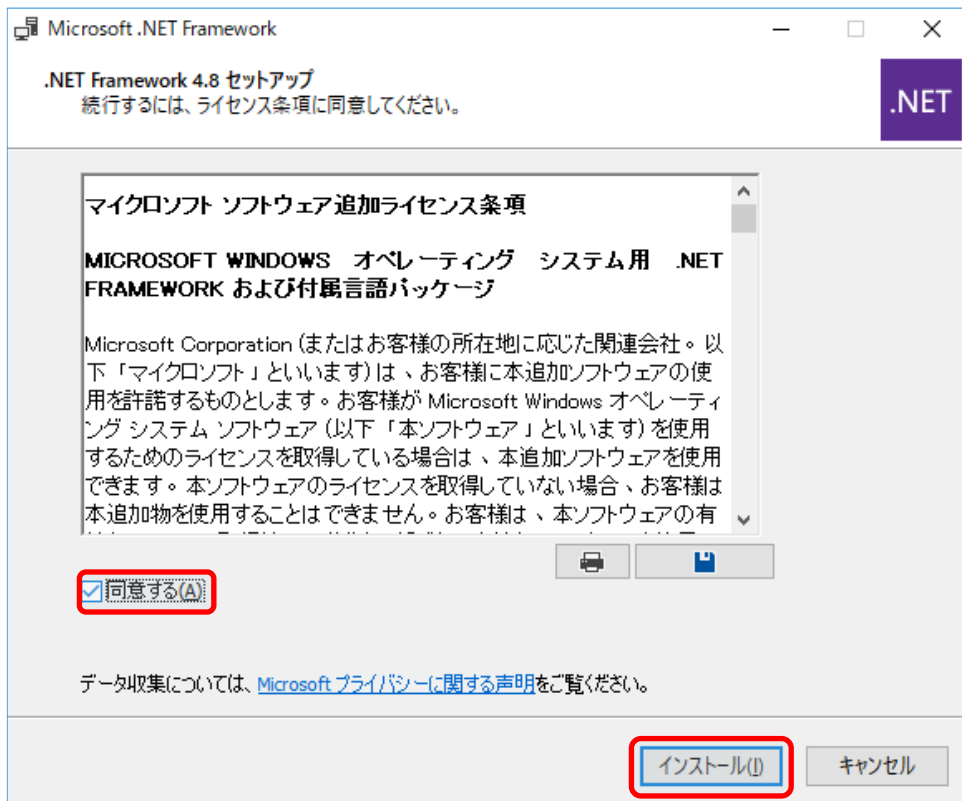 Microsoft .NET Framework
.NET Framework 4.8 セットアップ
続行するには、ライセンス条項に同意してください。
.NET
マイクロソフト ソフトウェア追加ライセンス条項
MICROSOFT WINDOWS オペレーティング システム用 .NET
FRAMEWORK および付属言語パッケージ
Microsoft Corporation (またはお客様の所在地に応じた関連会社。以
下「マイクロソフト」といいます) は、お客様に本追加ソフトウェアの使
用を許諾するものとします。お客様が Microsoft Windows オペレーティ
ング システム ソフトウェア (以下「本ソフトウェア」といいます) を使用
するためのライセンスを取得している場合は、本追加ソフトウェアを使用
できます。本ソフトウェアのライセンスを取得していない場合、お客様は
本追加物を使用することはできません。お客様は、本ソフトウェアの有
同意する(A)
データ収集については、Microsoft プライバシーに関する声明をご覧ください。
インストール(I)
キャンセル